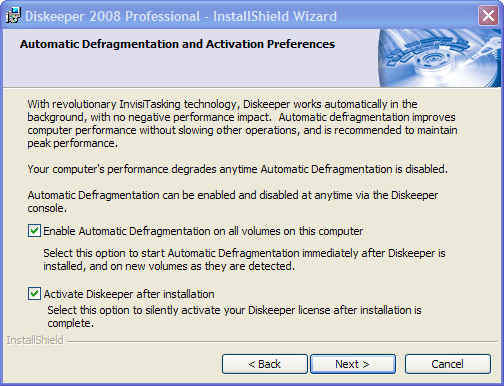 Diskeeper 2008 Professional - InstallShield Wizard
Automatic Defragmentation and Activation Preferences
With revolutionary InvisiTasking technology, Diskeeper works automatically in the
background, with no negative performance impact. Automatic defragmentation improves
computer performance without slowing other operations, and is recommended to maintain
peak performance.
Your computer's performance degrades anytime Automatic Defragmentation is disabled.
Automatic Defragmentation can be enabled and disabled at anytime via the Diskeeper
console.
Enable Automatic Defragmentation on all volumes on this computer
Select this option to start Automatic Defragmentation immediately after Diskeeper is
installed, and on new volumes as they are detected.
Activate Diskeeper after installation
Select this option to silently activate your Diskeeper license after installation is
complete.
InstallShield
< Back Next > Cancel